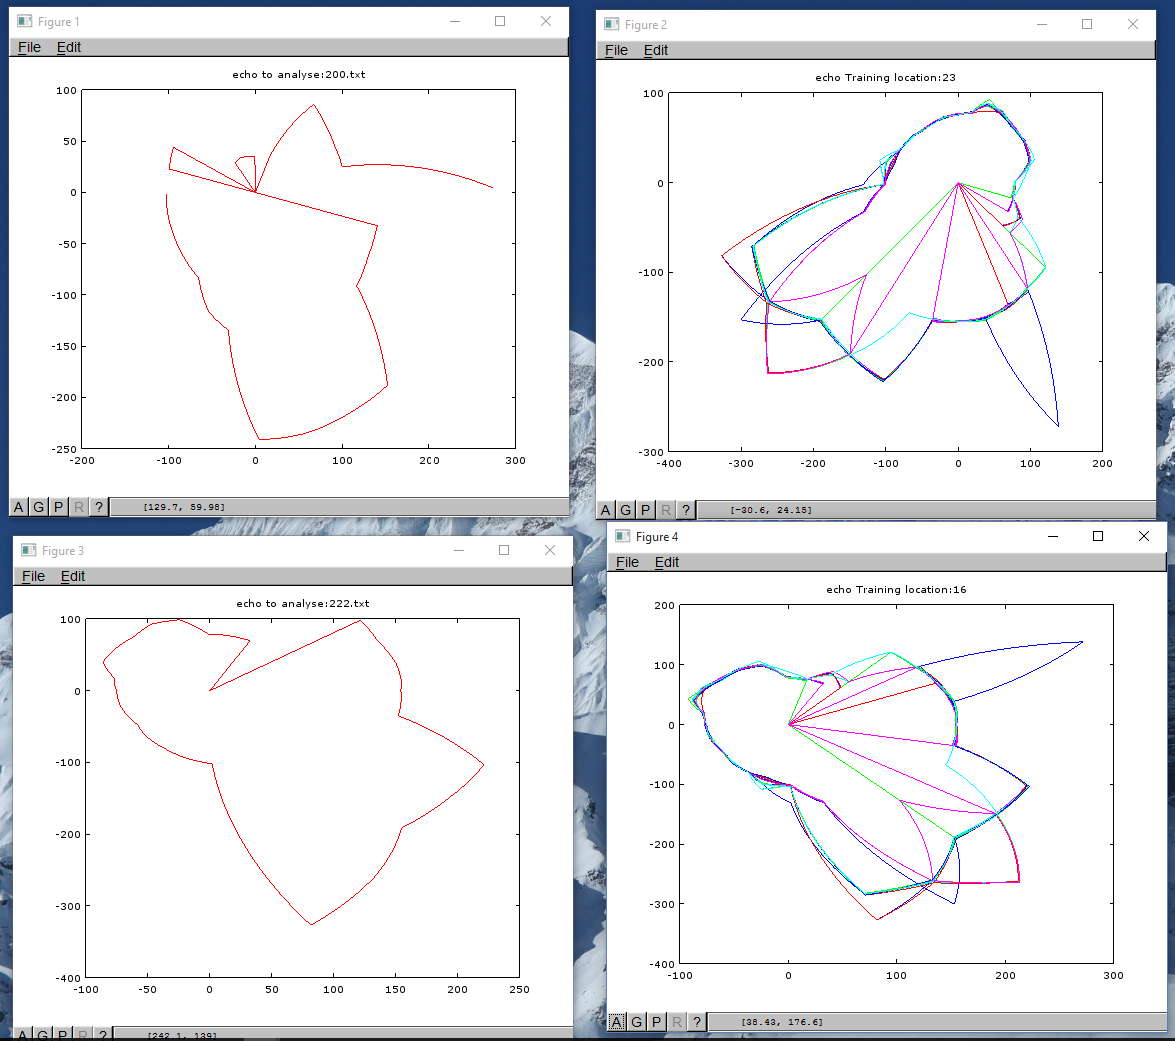 Figure 1
File Edit
echo to analyse:200.txt
100
50
0
-50
-100
-150
-200
-250
-200 -100 0 100 200 300
A G P R ? [129.7, 59.98]
Figure 2
File Edit
echo Training location:23
100
0
-100
-200
-300
-400 -300 -200 -100 0 100 200
A G P R ? [-30.6, 24.15]
Figure 3
File Edit
echo to analyse:222.txt
100
0
-100
-200
-300
-400
-100 -50 0 50 100 150 200 250
A G P R ? [242.1, 139]
Figure 4
File Edit
echo Training location:16
200
100
0
-100
-200
-300
-400
-100 0 100 200 300
A G P R ? [38.43, 176.6]